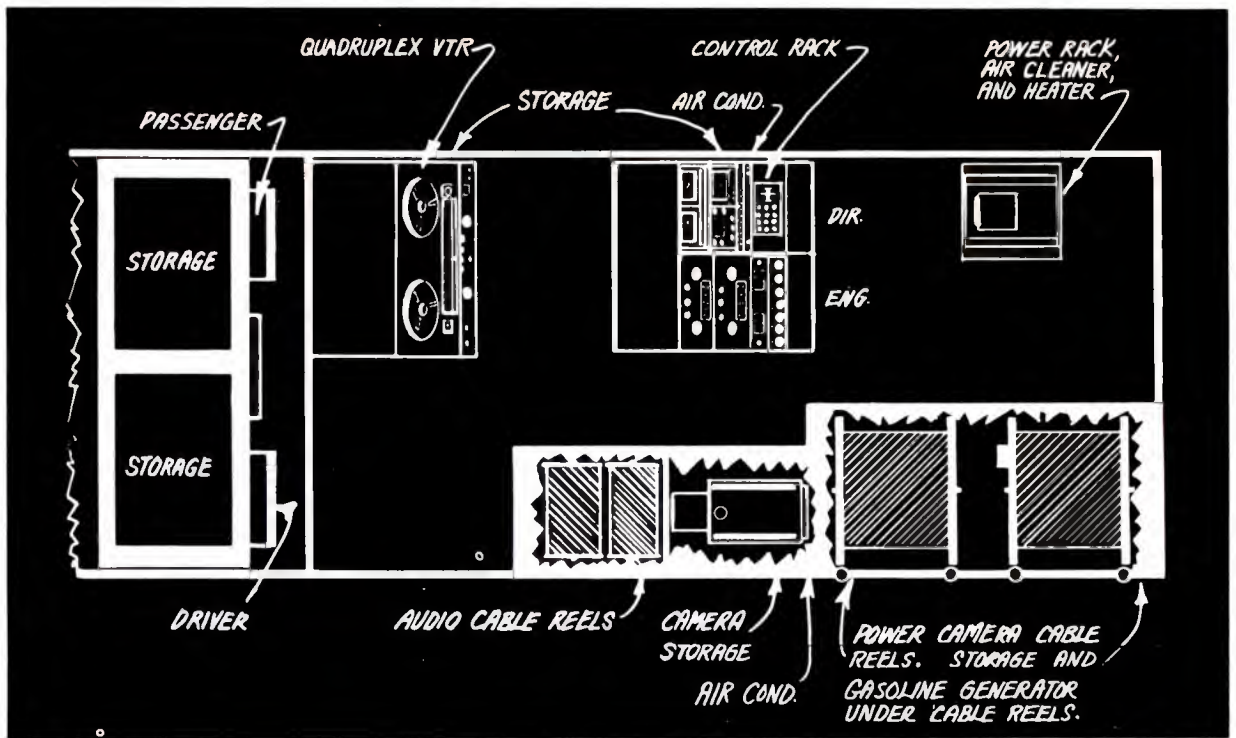 QUADRUPLEX VTR
CONTROL RACK
POWER RACK,
AIR CLEANER,
AND HEATER
STORAGE
AIR COND.
PASSENGER
DIR.
STORAGE
ENG.
STORAGE
DRIVER
AUDIO CABLE REELS
CAMERA
STORAGE
AIR COND.
POWER CAMERA CABLE
REELS. STORAGE AND
GASOLINE GENERATOR
UNDER CABLE REELS.